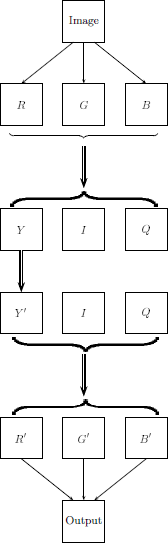 Image
R G B
Y I Q
Y′ I Q
R′ G′ B′
Output